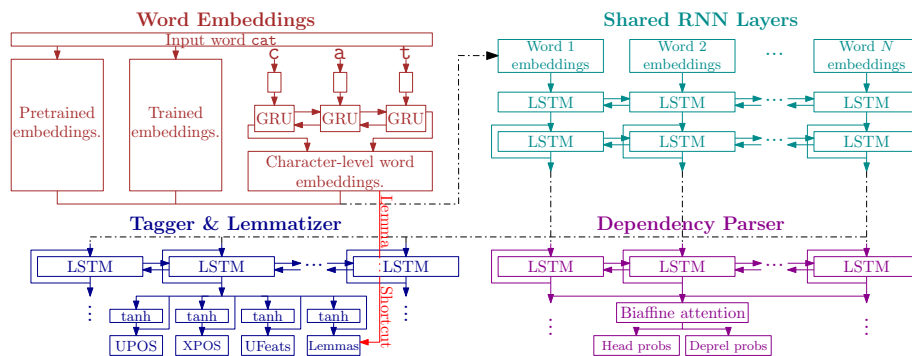 Word Embeddings
Input word cat
c a t
Pretrained
embeddings.
Trained
embeddings.
GRU GRU GRU
Character-level word
embeddings.
Shared RNN Layers
Word 1
embeddings
Word 2
embeddings
...
Word N
embeddings
LSTM LSTM ... LSTM
LSTM LSTM ... LSTM
Lemma Shortcut
Tagger & Lemmatizer
LSTM LSTM ... LSTM
... ...
tanh tanh tanh tanh
UPOS XPOS UFeats Lemmas
Dependency Parser
LSTM LSTM ... LSTM
... ...
Biaffine attention
Head probs Deprel probs